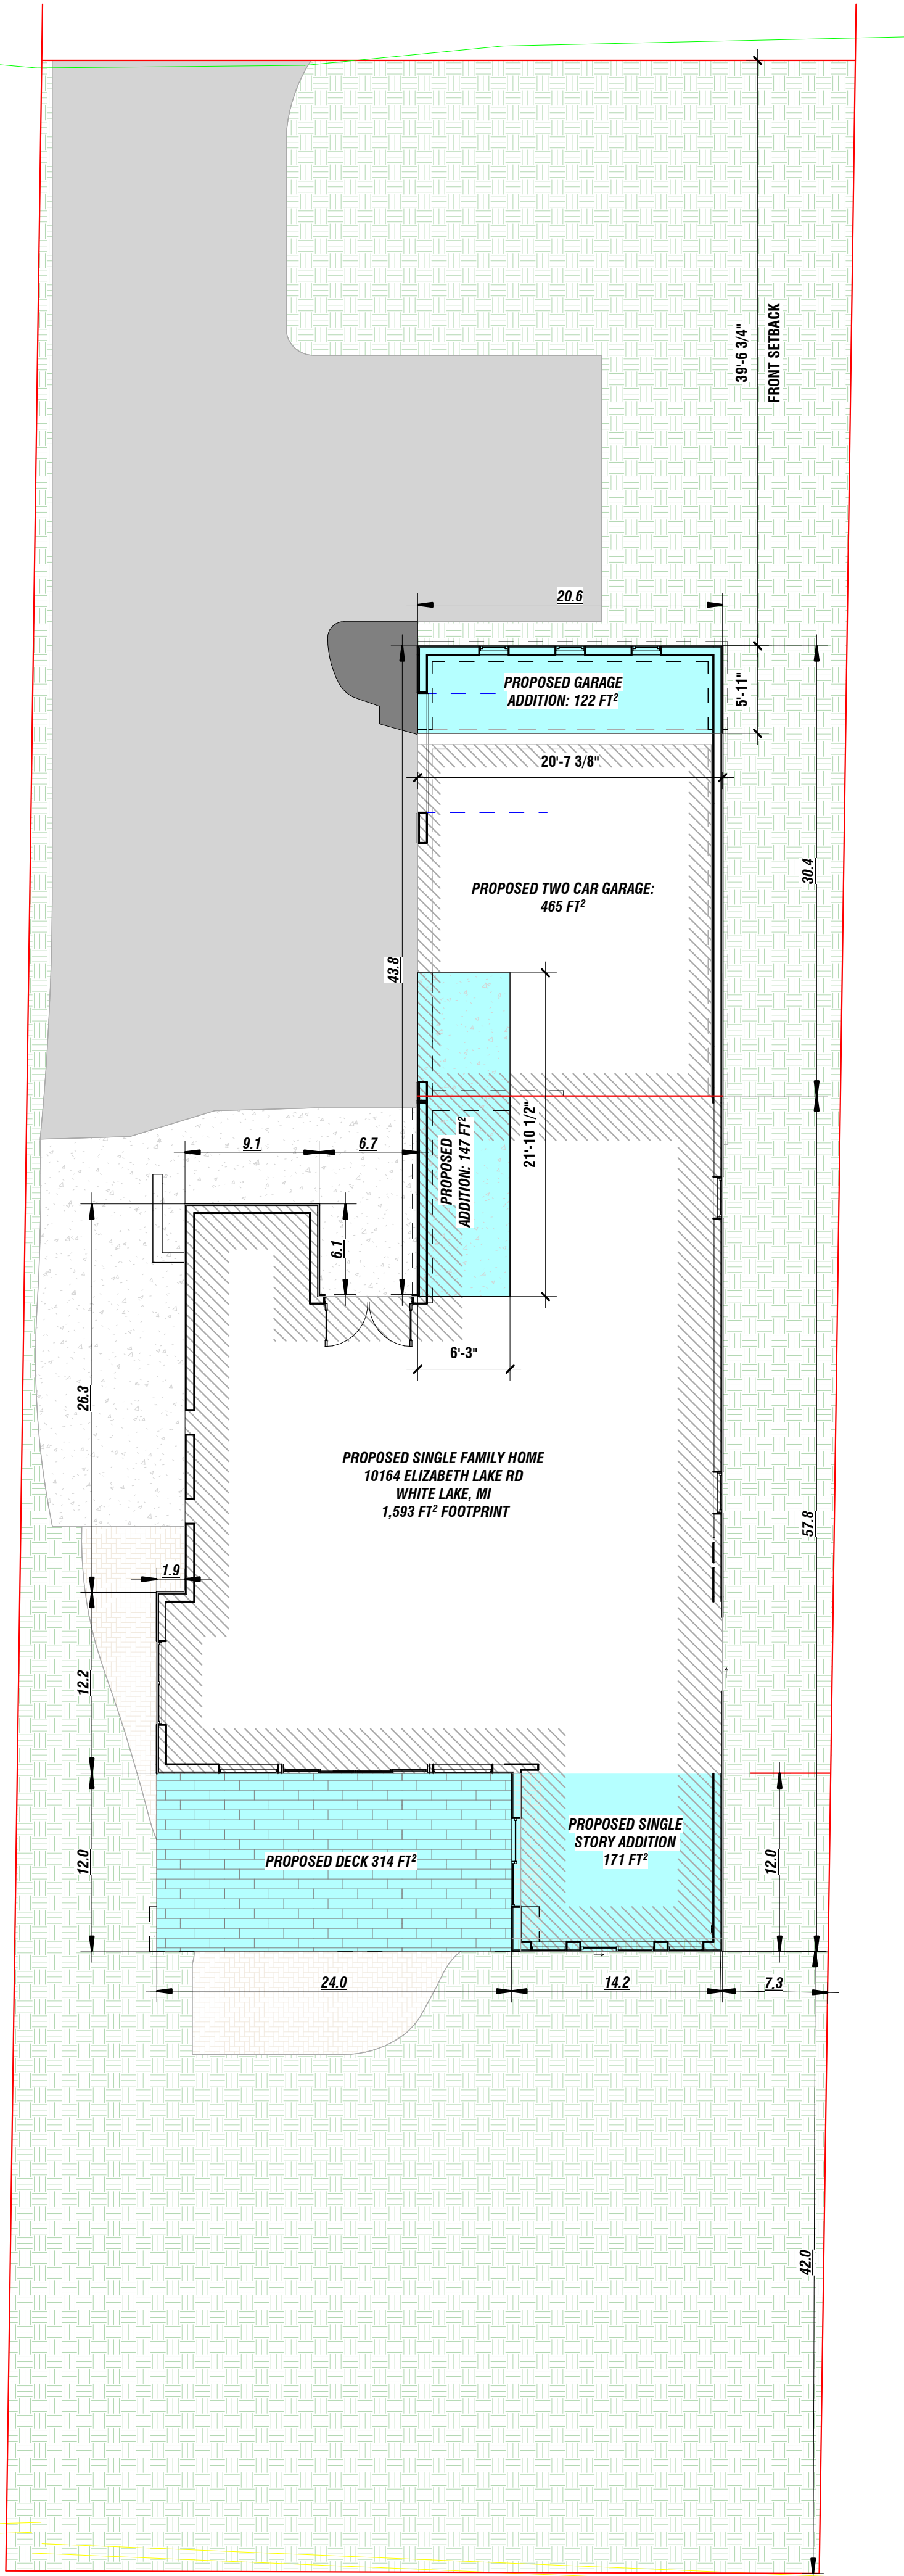 39'-6 3/4"
FRONT SETBACK
20.6
PROPOSED GARAGE
ADDITION: 122 FT²
5'-11"
20'-7 3/8"
30.4
PROPOSED TWO CAR GARAGE:
465 FT²
43.8
PROPOSED
ADDITION: 147 FT²
21'-10 1/2"
9.1
6.7
6.1
6'-3"
26.3
PROPOSED SINGLE FAMILY HOME
10164 ELIZABETH LAKE RD
WHITE LAKE, MI
1,593 FT² FOOTPRINT
57.8
1.9
12.2
PROPOSED SINGLE
STORY ADDITION
171 FT²
PROPOSED DECK 314 FT²
12.0
12.0
24.0
14.2
7.3
42.0